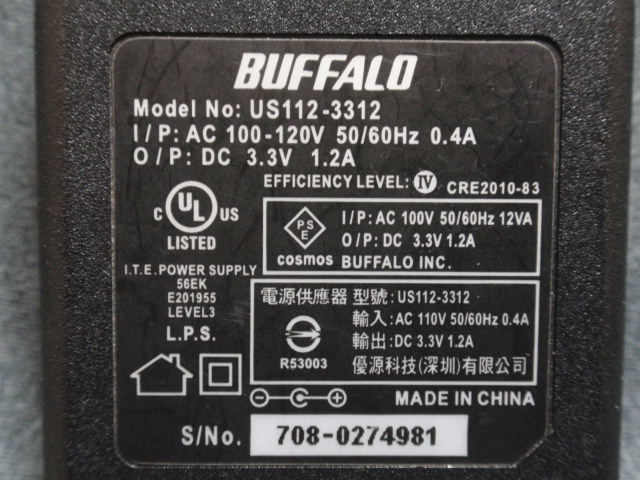 BUFFALO
Model No: US112-3312
I/P: AC 100-120V 50/60Hz 0.4A
O/P: DC 3.3V 1.2A
EFFICIENCY LEVEL: IV CRE2010-83
C UL US
LISTED
I.T.E. POWER SUPPLY
56EK
E201955
LEVEL3
L.P.S.
PSE
cosmos
I/P: AC 100V 50/60Hz 12VA
O/P: DC 3.3V 1.2A
BUFFALO INC.
電源供應器 型號: US112-3312
輸入: AC 110V 50/60Hz 0.4A
輸出: DC 3.3V 1.2A
優源科技(深圳)有限公司
R53003
MADE IN CHINA
S/No. 708-0274981